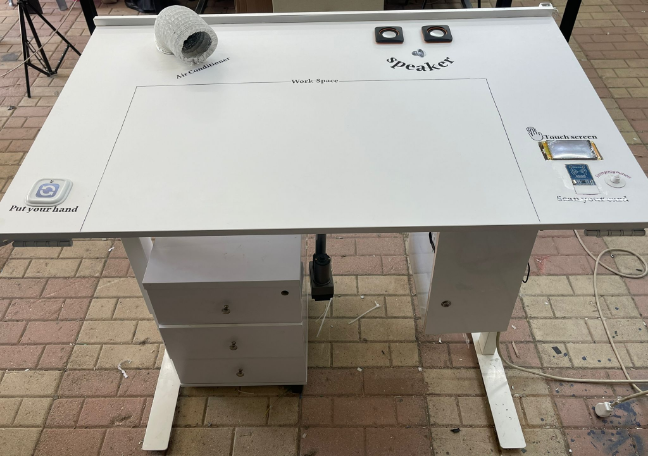 Air Conditioner
speaker
Work Space
Touch screen
Put your hand